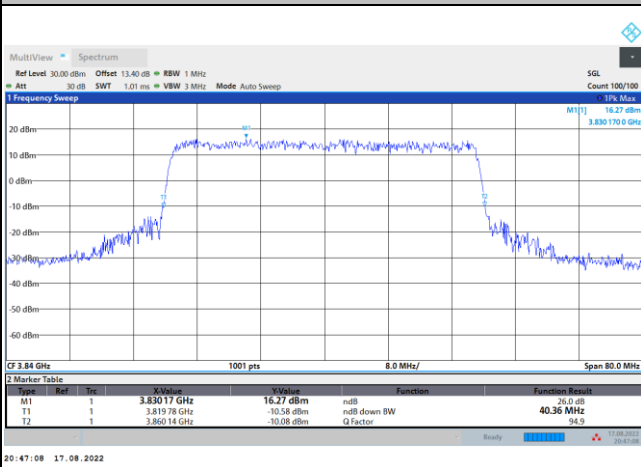 MultiView Spectrum
Ref Level 30.00 dBm Offset 13.40 dB RBW 1 MHz SGL
Att 30 dB SWT 1.01 ms VBW 3 MHz Mode Auto Sweep Count 100/100
1 Frequency Sweep 1Pk Max
M1[1] 16.27 dBm
3.830 170 0 GHz
20 dBm
M1
10 dBm
0 dBm
T1 T2
-10 dBm
-20 dBm
-30 dBm
-40 dBm
-50 dBm
-60 dBm
CF 3.84 GHz 1001 pts 8.0 MHz/ Span 80.0 MHz
2 Marker Table
Type Ref Trc X-Value Y-Value Function Function Result
M1 1 3.830 17 GHz 16.27 dBm ndB 26.0 dB
T1 1 3.819 78 GHz -10.58 dBm ndB down BW 40.36 MHz
T2 1 3.860 14 GHz -10.08 dBm Q Factor 94.9
Ready 17.08.2022
20:47:08
20:47:08 17.08.2022